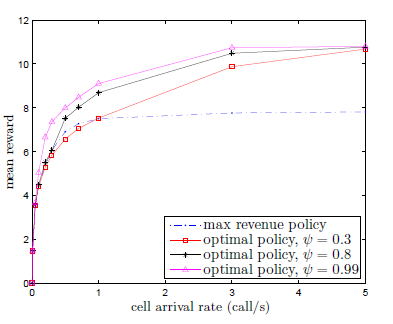 12
10
8
6
4
2
0
0 1 2 3 4 5
mean reward
cell arrival rate (call/s)
max revenue policy
optimal policy, ψ = 0.3
optimal policy, ψ = 0.8
optimal policy, ψ = 0.99